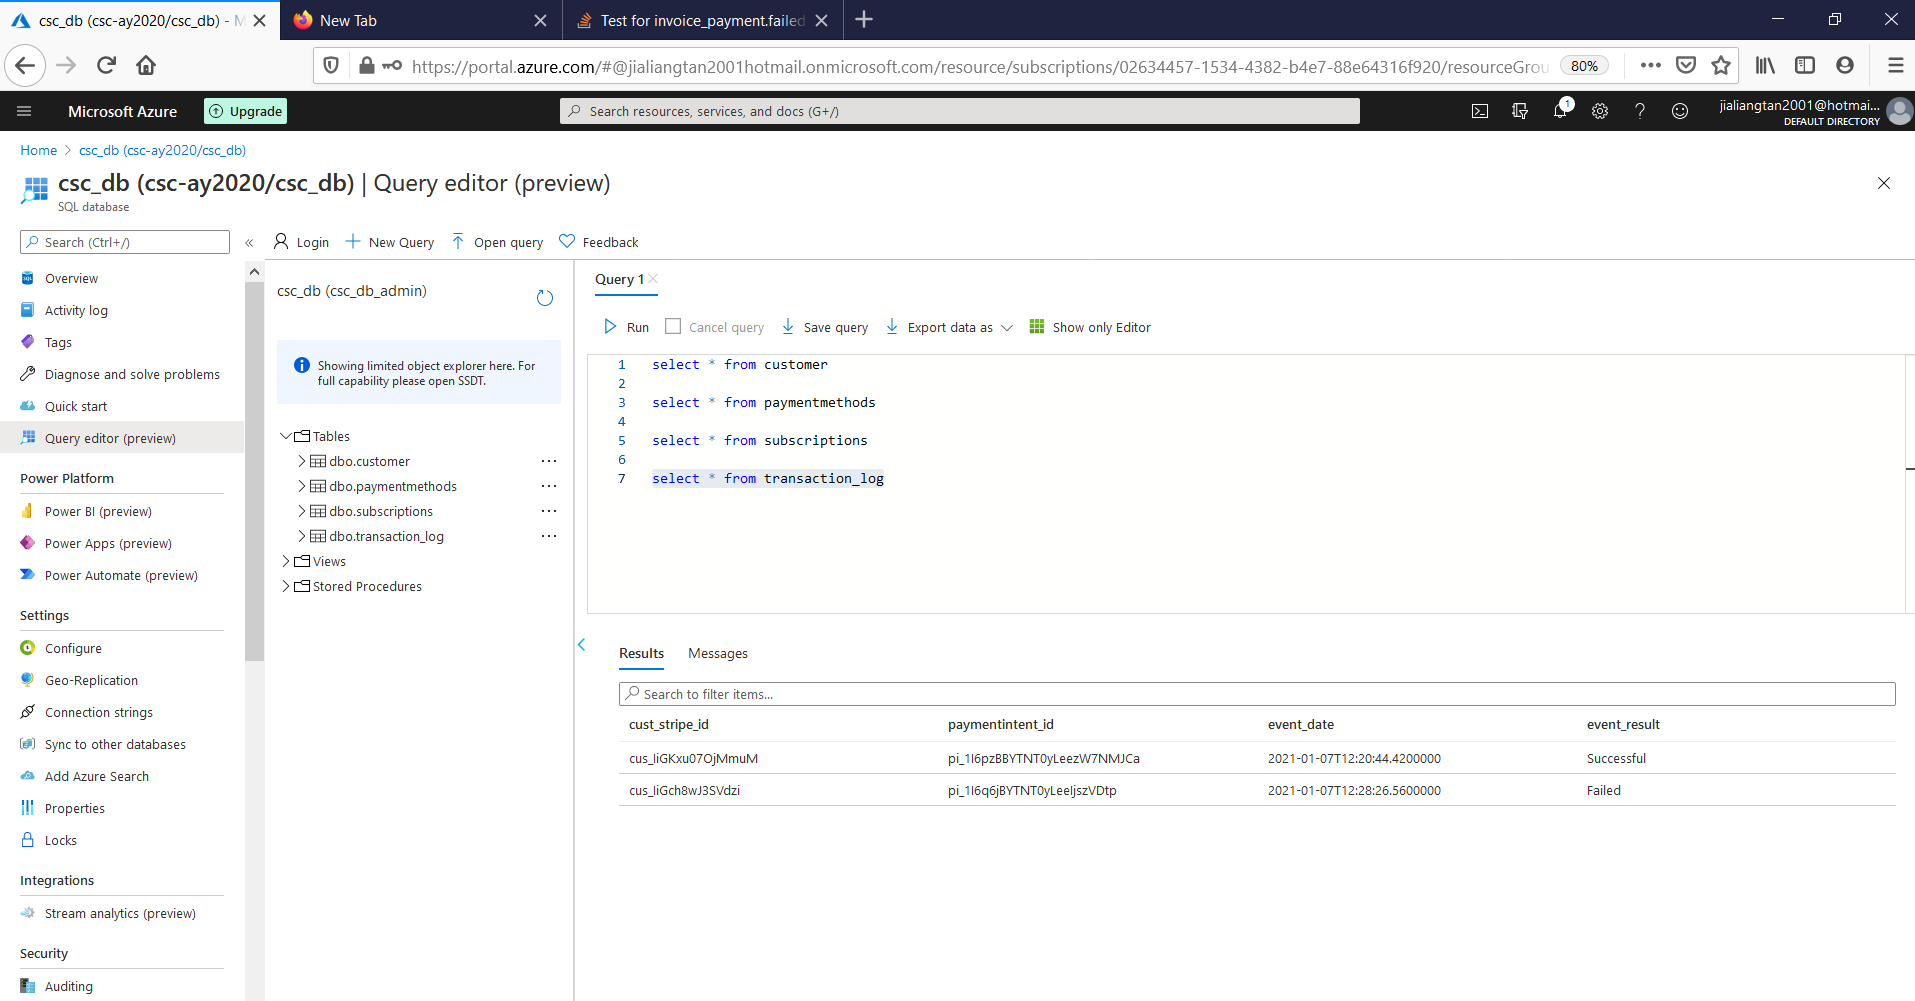 csc_db (csc-ay2020/csc_db) - M
New Tab
Test for invoice_payment.failed
https://portal.azure.com/#@jialiangtan2001hotmail.onmicrosoft.com/resource/subscriptions/02634457-1534-4382-b4e7-88e64316f920/resourceGrou
80%
Microsoft Azure
Upgrade
Search resources, services, and docs (G+/)
1
jialiangtan2001@hotmai...
DEFAULT DIRECTORY
Home > csc_db (csc-ay2020/csc_db)
csc_db (csc-ay2020/csc_db) | Query editor (preview)
SQL database
Search (Ctrl+/)
«
Login
New Query
Open query
Feedback
Overview
Activity log
Tags
Diagnose and solve problems
Quick start
Query editor (preview)
Power Platform
Power BI (preview)
Power Apps (preview)
Power Automate (preview)
Settings
Configure
Geo-Replication
Connection strings
Sync to other databases
Add Azure Search
Properties
Locks
Integrations
Stream analytics (preview)
Security
Auditing
csc_db (csc_db_admin)
Showing limited object explorer here. For
full capability please open SSDT.
Tables
dbo.customer
dbo.paymentmethods
dbo.subscriptions
dbo.transaction_log
Views
Stored Procedures
Query 1
Run
Cancel query
Save query
Export data as
Show only Editor
1 select * from customer
2
3 select * from paymentmethods
4
5 select * from subscriptions
6
7 select * from transaction_log
Results
Messages
Search to filter items...
cust_stripe_id paymentintent_id event_date event_result
cus_IiGKxu07OjMmuM pi_1I6pzBBYTNT0yLeezW7NMJCa 2021-01-07T12:20:44.4200000 Successful
cus_IiGch8wJ3SVdzi pi_1I6q6jBYTNT0yLeeIjszVDtp 2021-01-07T12:28:26.5600000 Failed